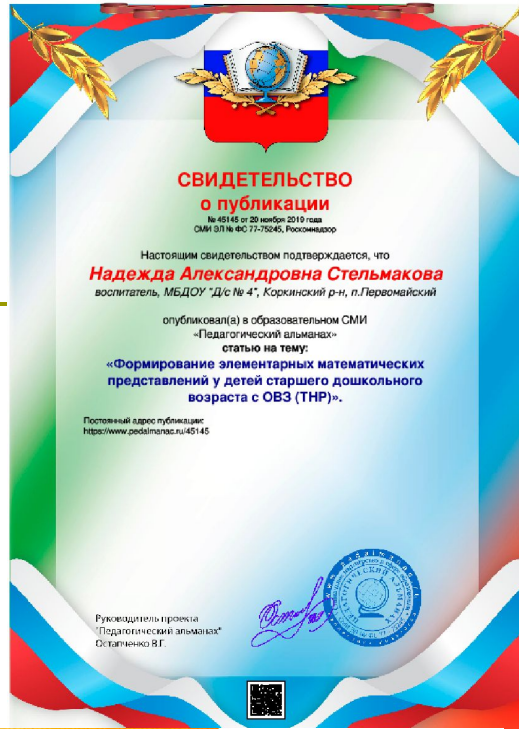 СВИДЕТЕЛЬСТВО
о публикации
№ 45145 от 20 ноября 2019 года
СМИ ЭЛ № ФС 77-75245, Роскомнадзор
Настоящим свидетельством подтверждается, что
Надежда Александровна Стельмакова
воспитатель, МБДОУ "Д/с № 4", Коркинский р-н, п.Первомайский
опубликовал(а) в образовательном СМИ
«Педагогический альманах»
статью на тему:
«Формирование элементарных математических
представлений у детей старшего дошкольного
возраста с ОВЗ (ТНР)».
Постоянный адрес публикации:
https://www.pedalmanac.ru/45145
Руководитель проекта
"Педагогический альманах"
Остапченко В.Г.
ПЕДАГОГИЧЕСКИЙ АЛЬМАНАХ